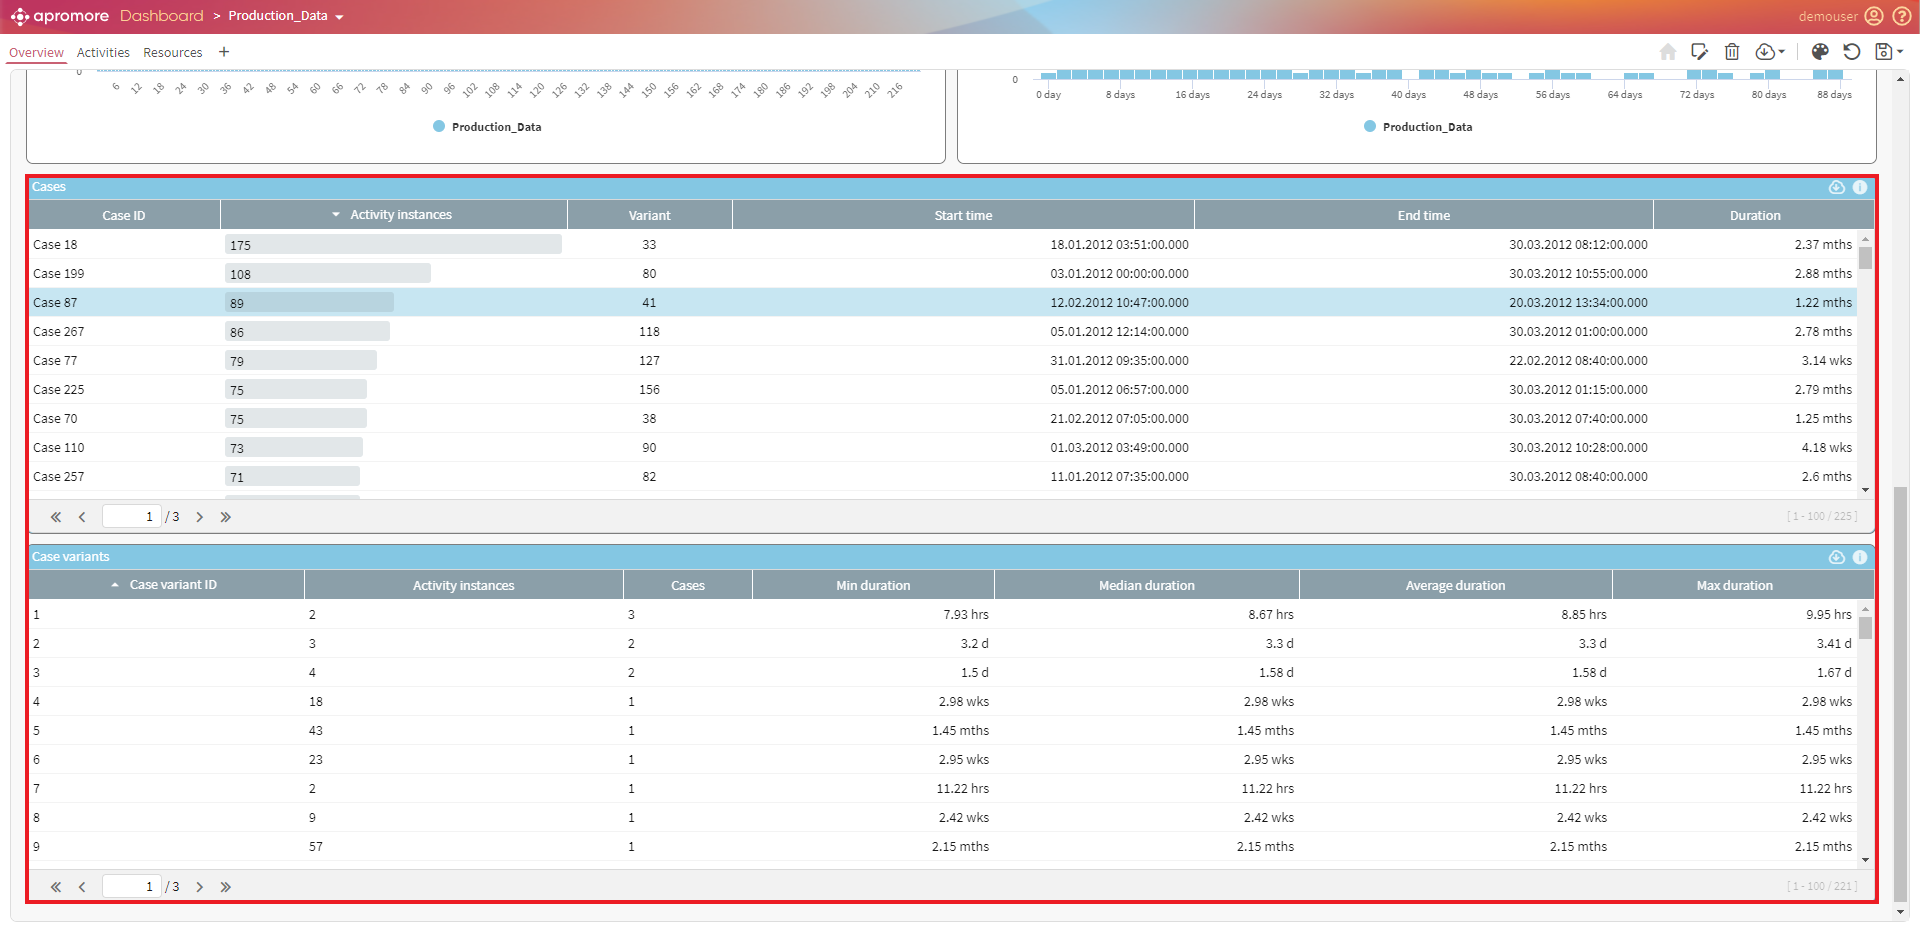 apromore Dashboard > Production_Data demouser
Overview Activities Resources +
0
6 12 18 24 30 36 42 48 54 60 66 72 78 84 90 96 102 108 114 120 126 132 138 144 150 156 162 168 174 180 186 192 198 204 210 216
Production_Data
0
0 day 8 days 16 days 24 days 32 days 40 days 48 days 56 days 64 days 72 days 80 days 88 days
Production_Data
Cases
Case ID Activity instances Variant Start time End time Duration
Case 18 175 33 18.01.2012 03:51:00.000 30.03.2012 08:12:00.000 2.37 mths
Case 199 108 80 03.01.2012 00:00:00.000 30.03.2012 10:55:00.000 2.88 mths
Case 87 89 41 12.02.2012 10:47:00.000 20.03.2012 13:34:00.000 1.22 mths
Case 267 86 118 05.01.2012 12:14:00.000 30.03.2012 01:00:00.000 2.78 mths
Case 77 79 127 31.01.2012 09:35:00.000 22.02.2012 08:40:00.000 3.14 wks
Case 225 75 156 05.01.2012 06:57:00.000 30.03.2012 01:15:00.000 2.79 mths
Case 70 75 38 21.02.2012 07:05:00.000 30.03.2012 07:40:00.000 1.25 mths
Case 110 73 90 01.03.2012 03:49:00.000 30.03.2012 10:28:00.000 4.18 wks
Case 257 71 82 11.01.2012 07:35:00.000 30.03.2012 08:40:00.000 2.6 mths
1 / 3 [ 1 - 100 / 225 ]
Case variants
Case variant ID Activity instances Cases Min duration Median duration Average duration Max duration
1 2 3 7.93 hrs 8.67 hrs 8.85 hrs 9.95 hrs
2 3 2 3.2 d 3.3 d 3.3 d 3.41 d
3 4 2 1.5 d 1.58 d 1.58 d 1.67 d
4 18 1 2.98 wks 2.98 wks 2.98 wks 2.98 wks
5 43 1 1.45 mths 1.45 mths 1.45 mths 1.45 mths
6 23 1 2.95 wks 2.95 wks 2.95 wks 2.95 wks
7 2 1 11.22 hrs 11.22 hrs 11.22 hrs 11.22 hrs
8 9 1 2.42 wks 2.42 wks 2.42 wks 2.42 wks
9 57 1 2.15 mths 2.15 mths 2.15 mths 2.15 mths
1 / 3 [ 1 - 100 / 221 ]